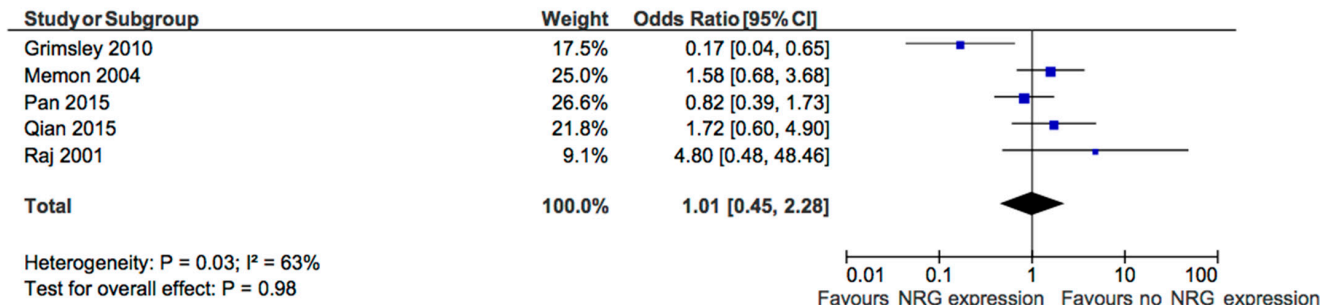 Study or Subgroup Weight Odds Ratio [95% CI]
Grimsley 2010 17.5% 0.17 [0.04, 0.65]
Memon 2004 25.0% 1.58 [0.68, 3.68]
Pan 2015 26.6% 0.82 [0.39, 1.73]
Qian 2015 21.8% 1.72 [0.60, 4.90]
Raj 2001 9.1% 4.80 [0.48, 48.46]
Total 100.0% 1.01 [0.45, 2.28]
Heterogeneity: P = 0.03; I² = 63%
Test for overall effect: P = 0.98
0.01 0.1 1 10 100
Favours NRG expression Favours no NRG expression